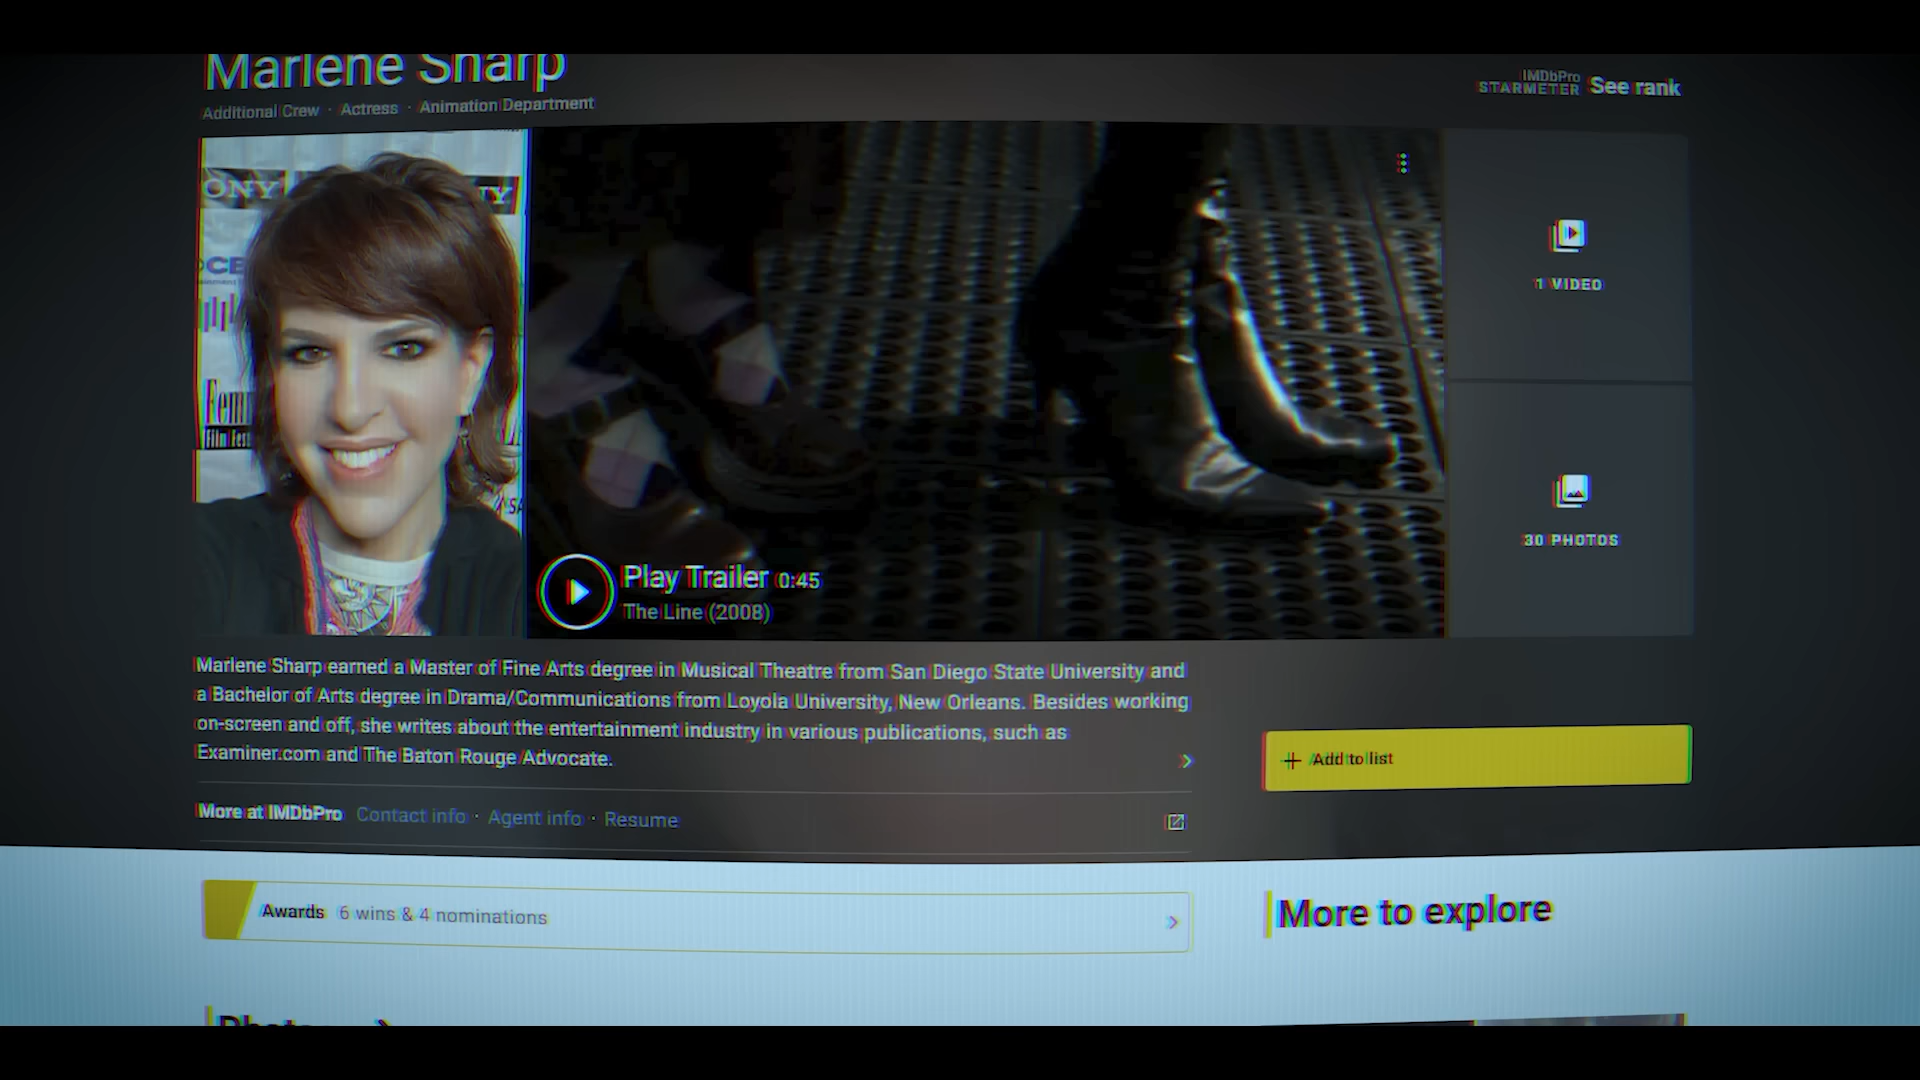 Marlene Sharp
Additional Crew · Actress · Animation Department
IMDbPro
STARMETER See rank
ONY
NY
Film Fest
1 VIDEO
30 PHOTOS
Play Trailer 0:45
The Line (2008)
Marlene Sharp earned a Master of Fine Arts degree in Musical Theatre from San Diego State University and
a Bachelor of Arts degree in Drama/Communications from Loyola University, New Orleans. Besides working
on-screen and off, she writes about the entertainment industry in various publications, such as
Examiner.com and The Baton Rouge Advocate.
+ Add to list
More at IMDbPro Contact info · Agent info · Resume
Awards 6 wins & 4 nominations
More to explore